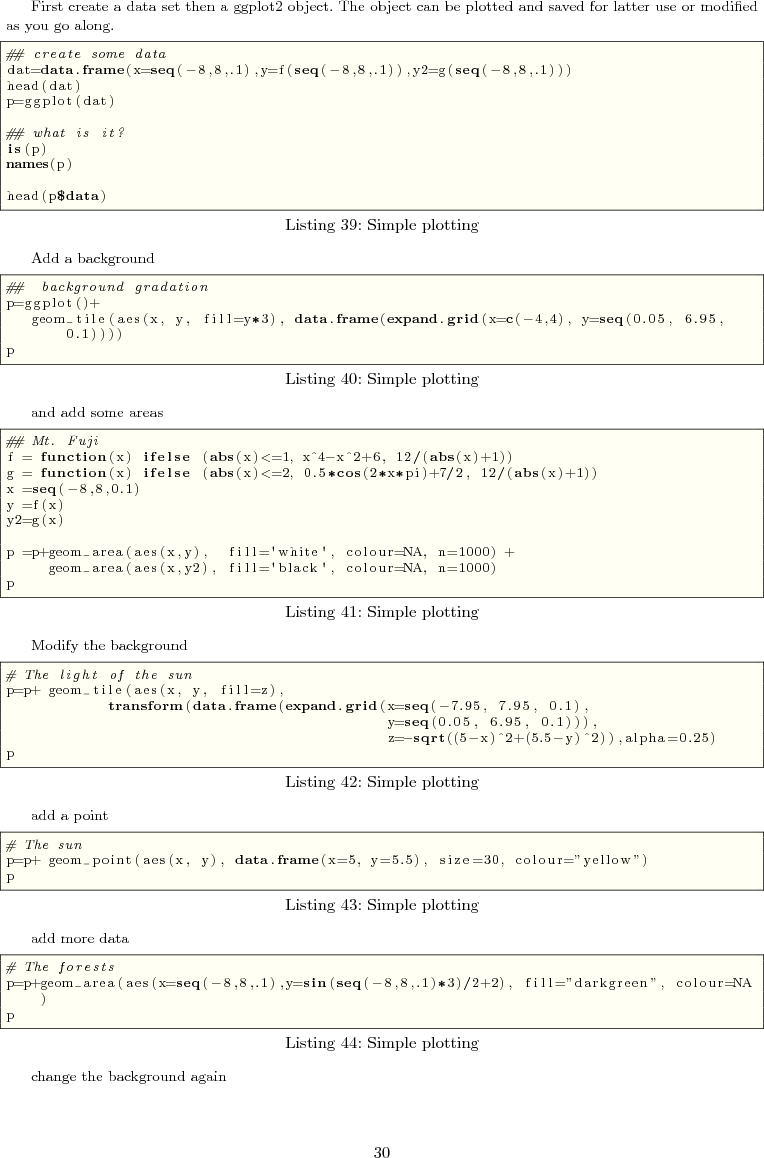 First create a data set then a ggplot2 object. The object can be plotted and saved for latter use or modified
as you go along.
## create some data
dat=data.frame(x=seq(-8,8,.1),y=f(seq(-8,8,.1)),y2=g(seq(-8,8,.1)))
head(dat)
p=ggplot(dat)
## what is it?
is(p)
names(p)
head(p$data)
Listing 39: Simple plotting
Add a background
## background gradation
p=ggplot()+
geom_tile(aes(x, y, fill=y*3), data.frame(expand.grid(x=c(-4,4), y=seq(0.05, 6.95,
0.1))))
p
Listing 40: Simple plotting
and add some areas
## Mt. Fuji
f = function(x) ifelse (abs(x)<=1, x^4-x^2+6, 12/(abs(x)+1))
g = function(x) ifelse (abs(x)<=2, 0.5*cos(2*x*pi)+7/2, 12/(abs(x)+1))
x =seq(-8,8,0.1)
y =f(x)
y2=g(x)
p =p+geom_area(aes(x,y), fill='white', colour=NA, n=1000) +
geom_area(aes(x,y2), fill='black', colour=NA, n=1000)
p
Listing 41: Simple plotting
Modify the background
# The light of the sun
p=p+ geom_tile(aes(x, y, fill=z),
transform(data.frame(expand.grid(x=seq(-7.95, 7.95, 0.1),
y=seq(0.05, 6.95, 0.1))),
z=-sqrt((5-x)^2+(5.5-y)^2)),alpha=0.25)
p
Listing 42: Simple plotting
add a point
# The sun
p=p+ geom_point(aes(x, y), data.frame(x=5, y=5.5), size=30, colour="yellow")
p
Listing 43: Simple plotting
add more data
# The forests
p=p+geom_area(aes(x=seq(-8,8,.1),y=sin(seq(-8,8,.1)*3)/2+2), fill="darkgreen", colour=NA
)
p
Listing 44: Simple plotting
change the background again
30